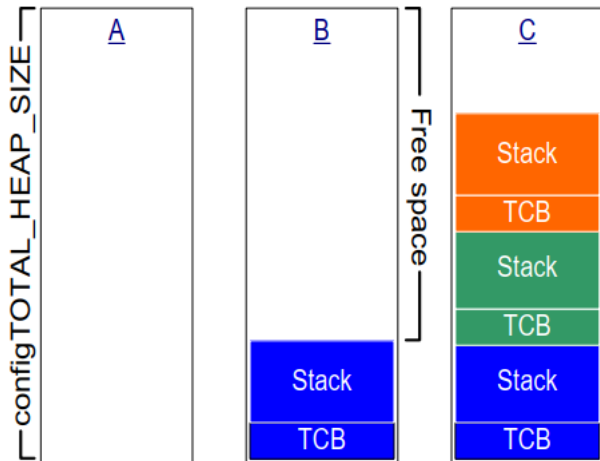 configTOTAL_HEAP_SIZE
A
B
Free space
Stack
TCB
C
Stack
TCB
Stack
TCB
Stack
TCB